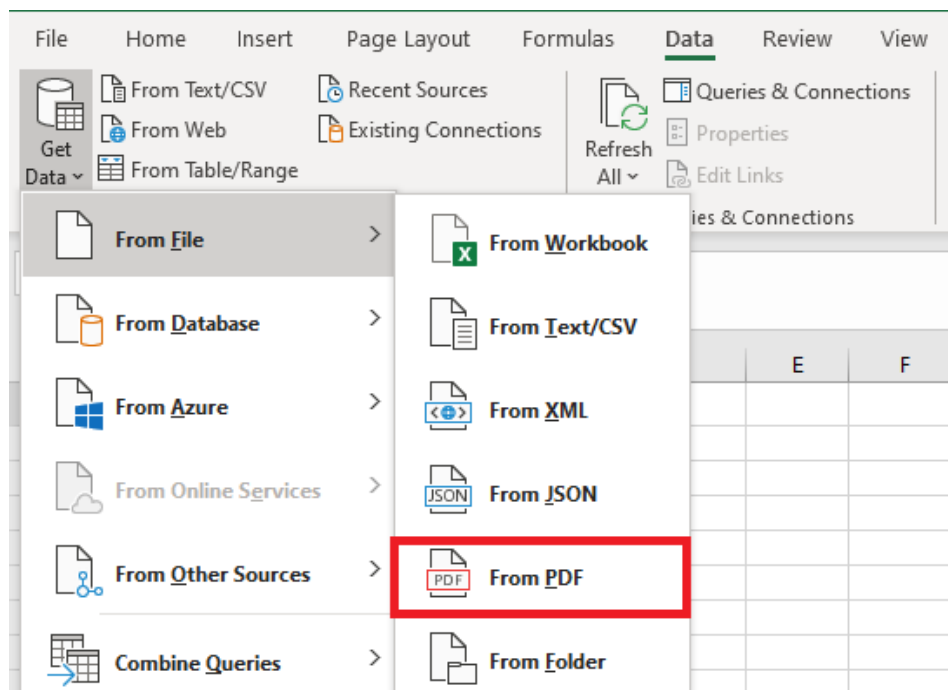 File Home Insert Page Layout Formulas Data Review View
From Text/CSV Recent Sources Queries & Connections
From Web Existing Connections Properties
Get Data
From Table/Range
Refresh All
Edit Links
ies & Connections
From File
From Database
From Azure
From Online Services
From Other Sources
Combine Queries
From Workbook
From Text/CSV
From XML
JSON From JSON
PDF From PDF
From Folder
X
E F